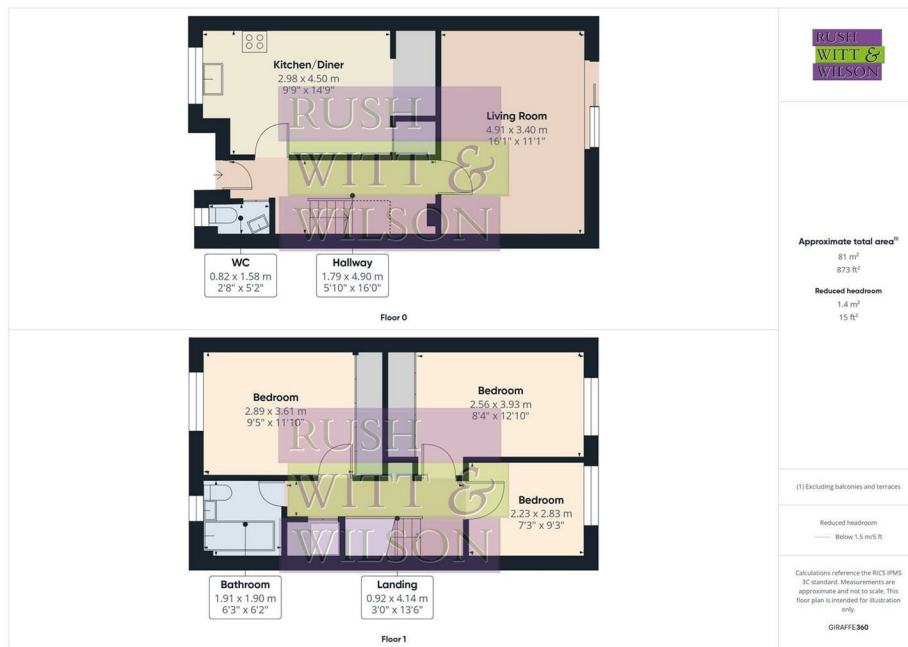 Kitchen/Diner
2.98 x 4.50 m
9'9" x 14'9"
Living Room
4.91 x 3.40 m
16'1" x 11'1"
RUSH
WITT &
WILSON
WC
0.82 x 1.58 m
2'8" x 5'2"
Hallway
1.79 x 4.90 m
5'10" x 16'0"
Floor 0
Bedroom
2.89 x 3.61 m
9'5" x 11'10"
Bedroom
2.56 x 3.93 m
8'4" x 12'10"
RUSH
WITT &
WILSON
Bedroom
2.23 x 2.83 m
7'3" x 9'3"
Bathroom
1.91 x 1.90 m
6'3" x 6'2"
Landing
0.92 x 4.14 m
3'0" x 13'6"
Floor 1
RUSH
WITT &
WILSON
Approximate total area(1)
81 m²
873 ft²
Reduced headroom
1.4 m²
15 ft²
(1) Excluding balconies and terraces
Reduced headroom
Below 1.5 m/5 ft
Calculations reference the RICS IPMS
3C standard. Measurements are
approximate and not to scale. This
floor plan is intended for illustration
only.
GIRAFFE360